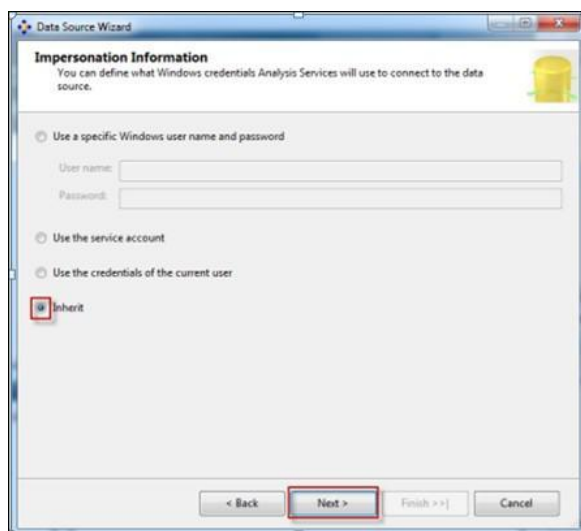 Data Source Wizard
Impersonation Information
You can define what Windows credentials Analysis Services will use to connect to the data
source.
Use a specific Windows user name and password
User name:
Password:
Use the service account
Use the credentials of the current user
Inherit
< Back
Next >
Finish >>|
Cancel